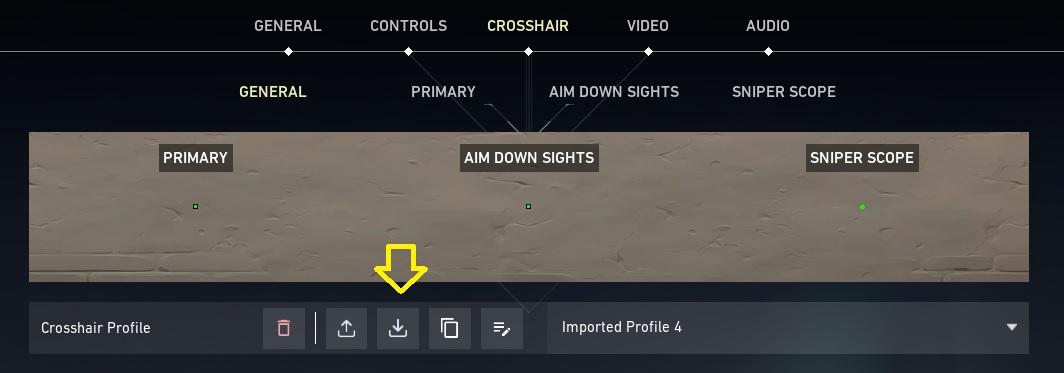 GENERAL CONTROLS CROSSHAIR VIDEO AUDIO
GENERAL PRIMARY AIM DOWN SIGHTS SNIPER SCOPE
PRIMARY AIM DOWN SIGHTS SNIPER SCOPE
Crosshair Profile Imported Profile 4